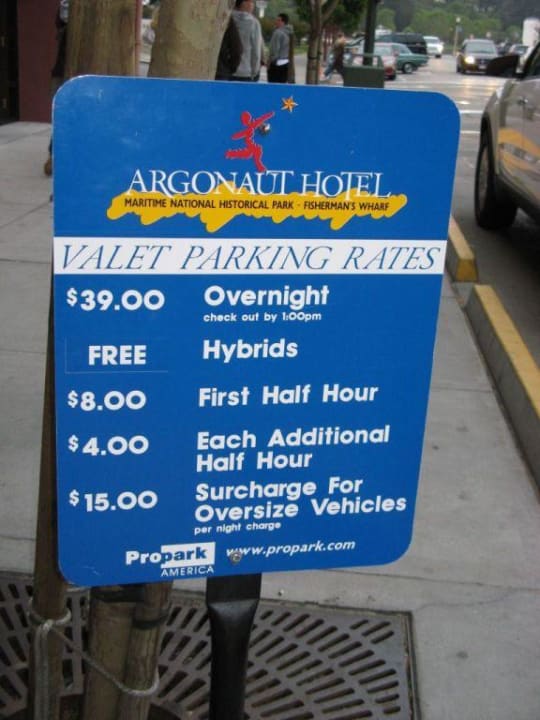 ARGONAUT HOTEL
MARITIME NATIONAL HISTORICAL PARK - FISHERMAN'S WHARF
VALET PARKING RATES
$39.00 Overnight
check out by 1:00pm
FREE Hybrids
$8.00 First Half Hour
$4.00 Each Additional
Half Hour
$15.00 Surcharge For
Oversize Vehicles
per night charge
Propark www.propark.com
AMERICA